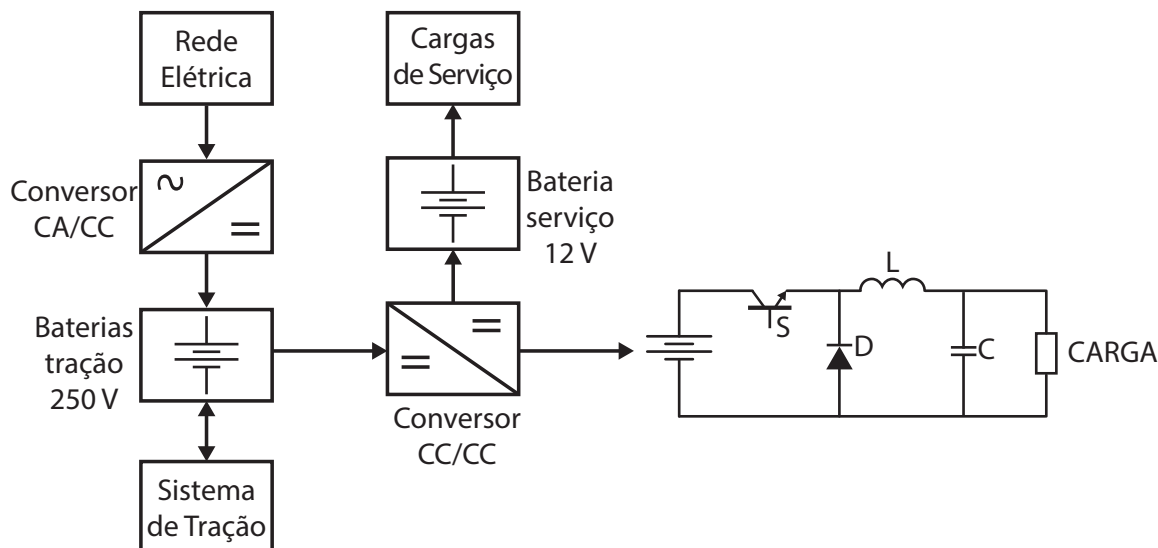 Rede
Elétrica
Cargas
de Serviço
Conversor
CA/CC
Bateria
serviço
12 V
Baterias
tração
250 V
Conversor
CC/CC
Sistema
de Tração
L
S
D
C
CARGA